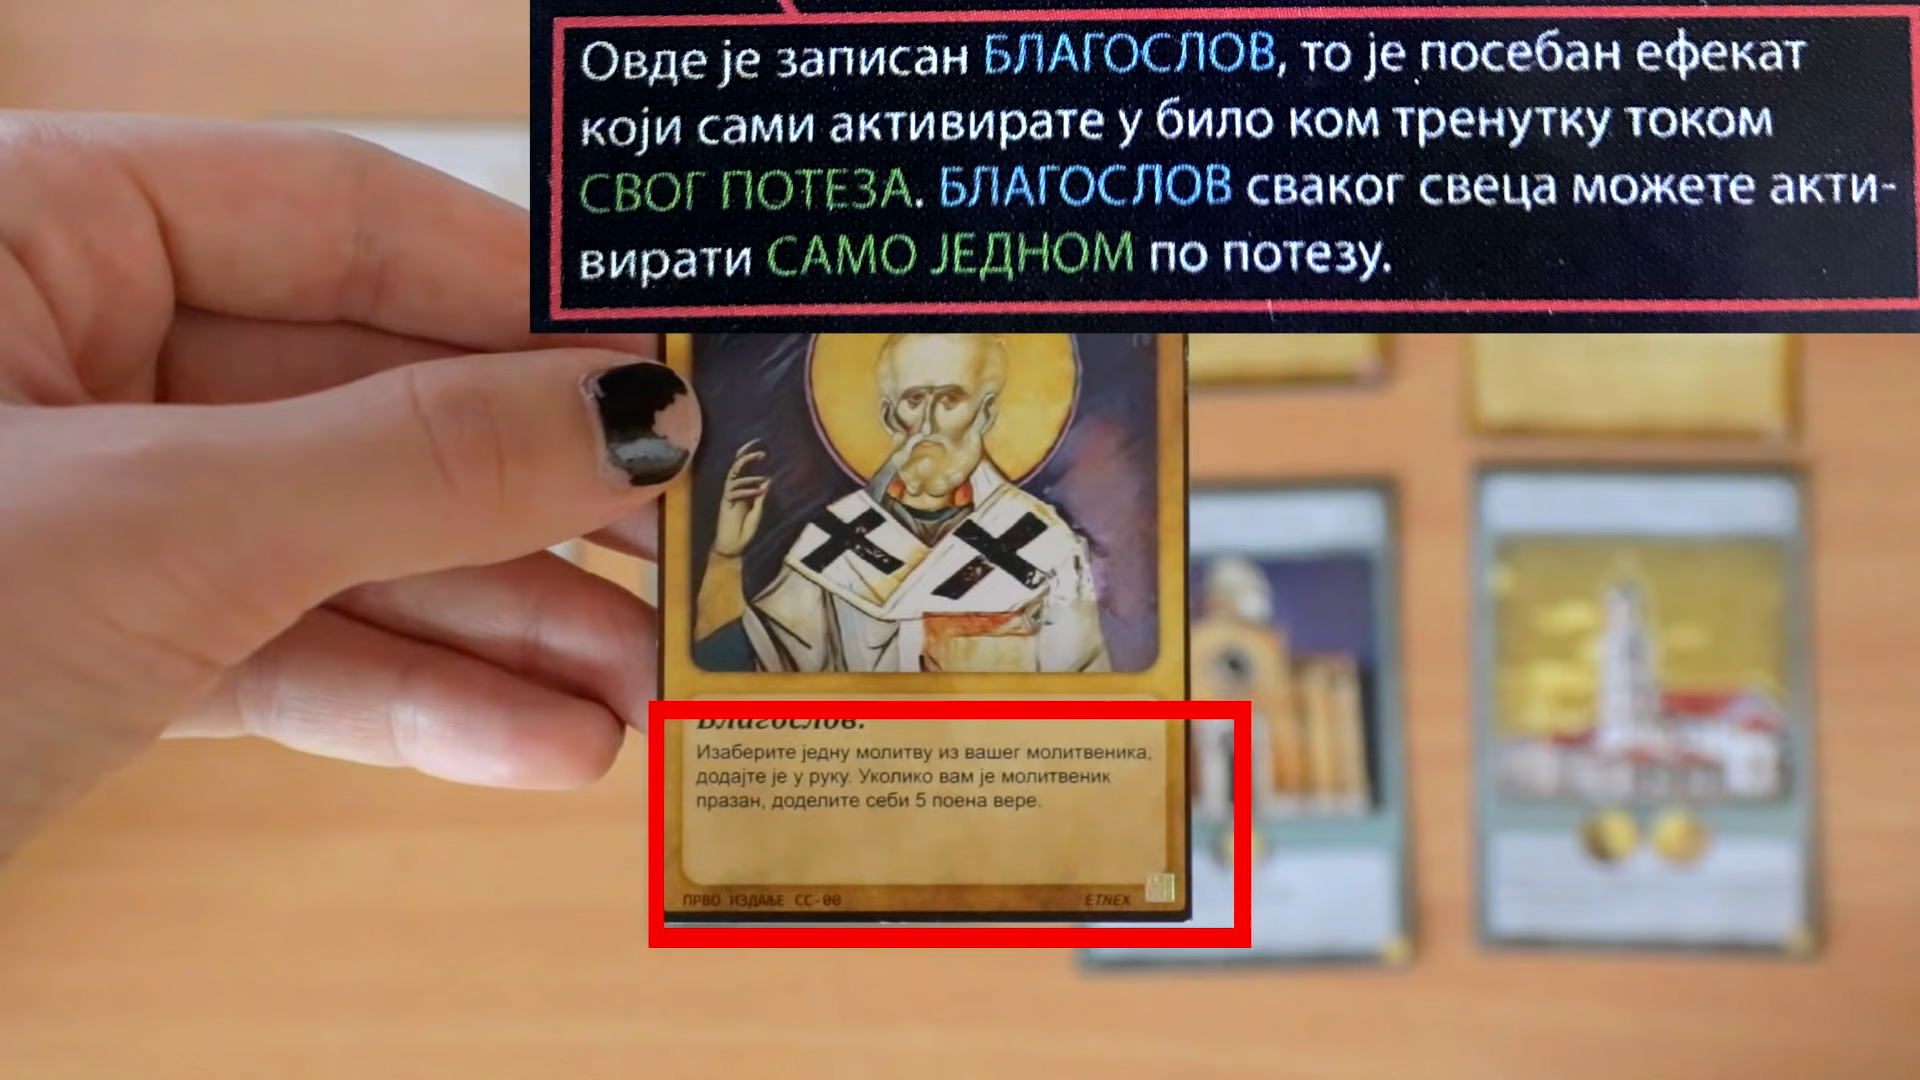 Овде је записан БЛАГОСЛОВ, то је посебан ефекат
који сами активирате у било ком тренутку током
СВОГ ПОТЕЗА. БЛАГОСЛОВ сваког свеца можете акти-
вирати САМО ЈЕДНОМ по потезу.
Благослов:
Изаберите једну молитву из вашег молитвеника,
додајте је у руку. Уколико вам је молитвеник
празан, доделите себи 5 поена вере.
ПРВО ИЗДАЊЕ СС-00
ETNEX